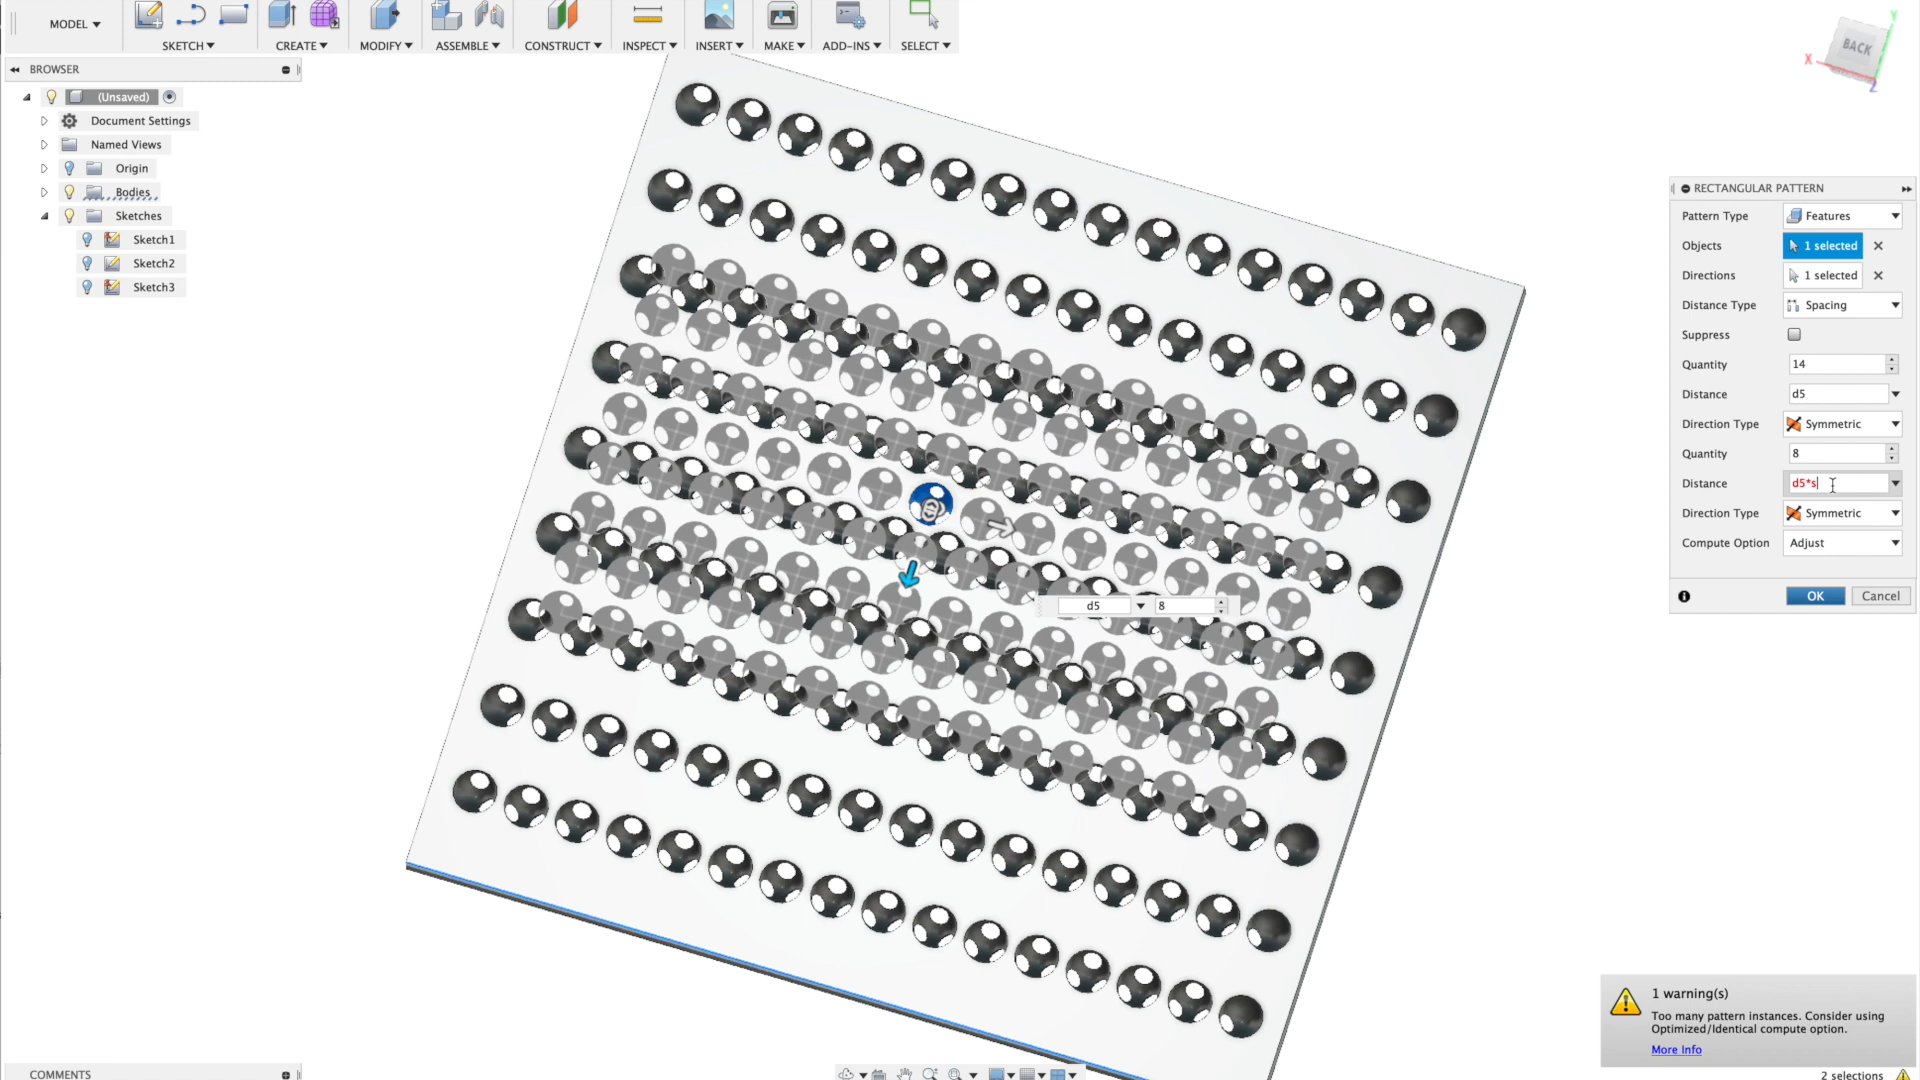 MODEL
SKETCH
CREATE
MODIFY
ASSEMBLE
CONSTRUCT
INSPECT
INSERT
MAKE
ADD-INS
SELECT
BROWSER
(Unsaved)
Document Settings
Named Views
Origin
Bodies
Sketches
Sketch1
Sketch2
Sketch3
Y
BACK
X
Z
RECTANGULAR PATTERN
Pattern Type Features
Objects 1 selected
Directions 1 selected
Distance Type Spacing
Suppress
Quantity 14
Distance d5
Direction Type Symmetric
Quantity 8
Distance d5*s
Direction Type Symmetric
Compute Option Adjust
OK Cancel
d5 8
1 warning(s)
Too many pattern instances. Consider using
Optimized/Identical compute option.
More Info
COMMENTS
2 selections